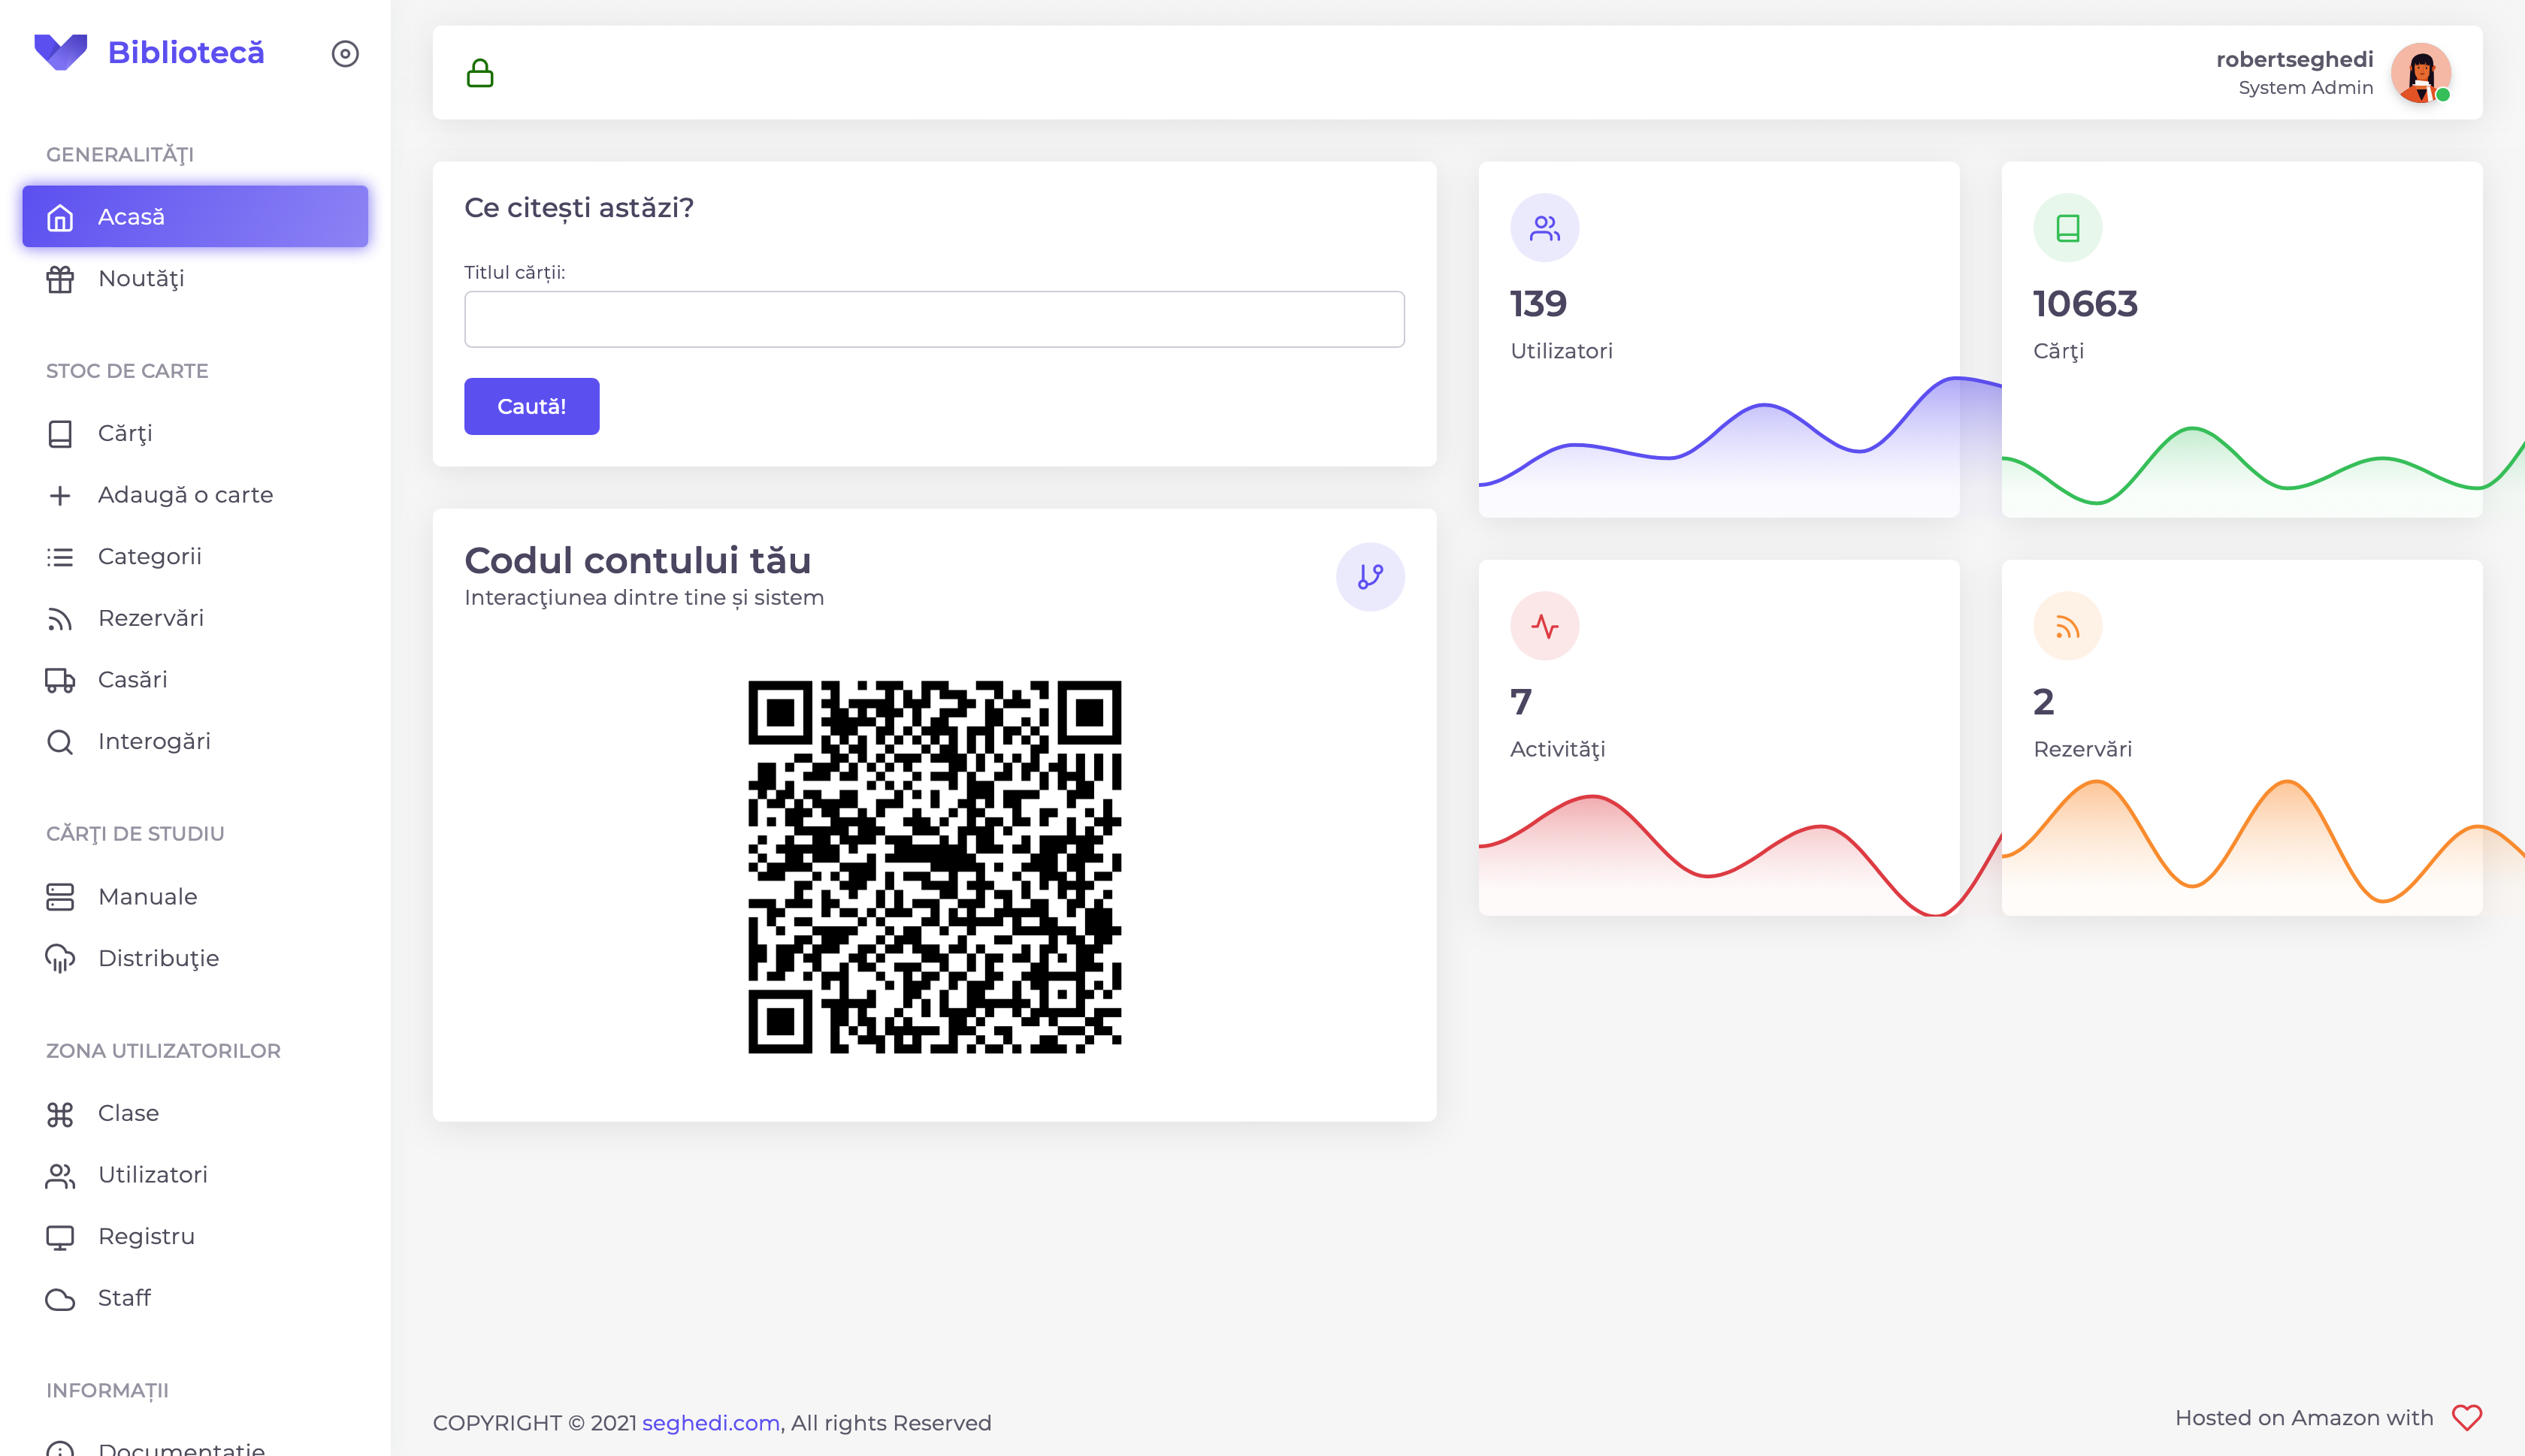 Bibliotecă
GENERALITĂŢI
Acasă
Noutăţi
STOC DE CARTE
Cărţi
Adaugă o carte
Categorii
Rezervări
Casări
Interogări
CĂRŢI DE STUDIU
Manuale
Distribuţie
ZONA UTILIZATORILOR
Clase
Utilizatori
Registru
Staff
INFORMAȚII
Documentație
robertseghedi
System Admin
Ce citești astăzi?
Titlul cărții:
Caută!
Codul contului tău
Interacţiunea dintre tine și sistem
139
Utilizatori
10663
Cărţi
7
Activităţi
2
Rezervări
COPYRIGHT © 2021 seghedi.com, All rights Reserved
Hosted on Amazon with